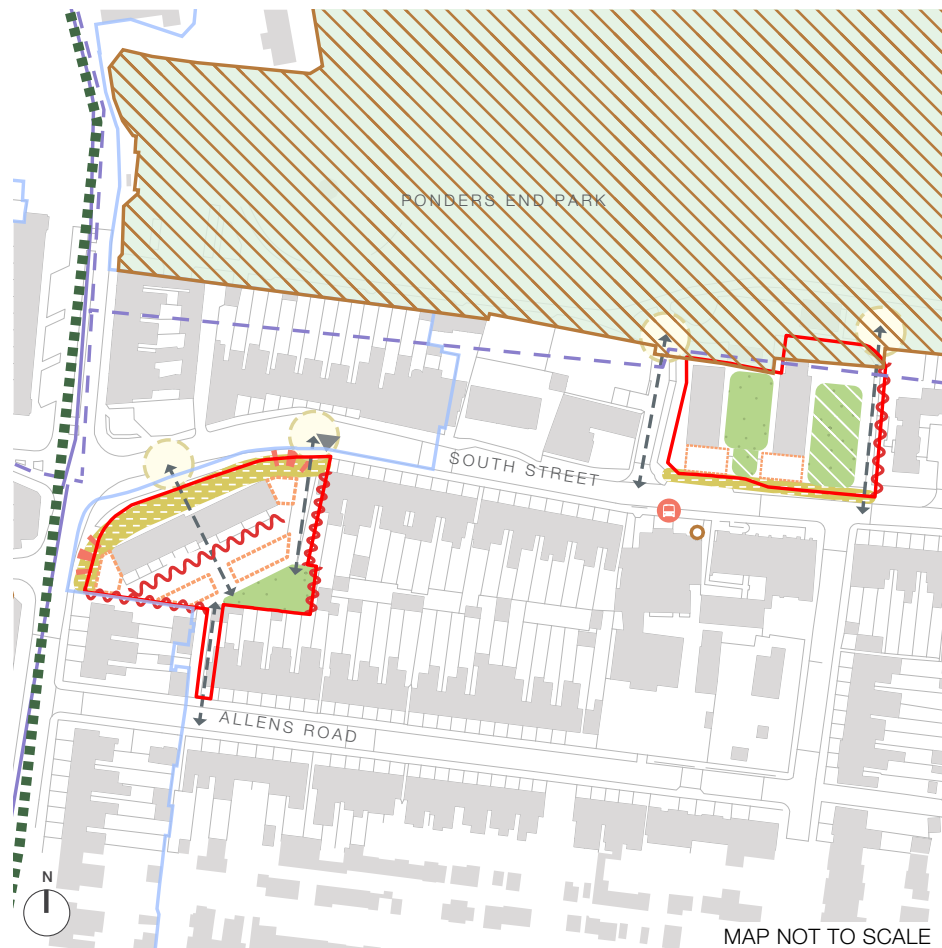 PONDERS END PARK
SOUTH STREET
ALLENS ROAD
N
MAP NOT TO SCALE